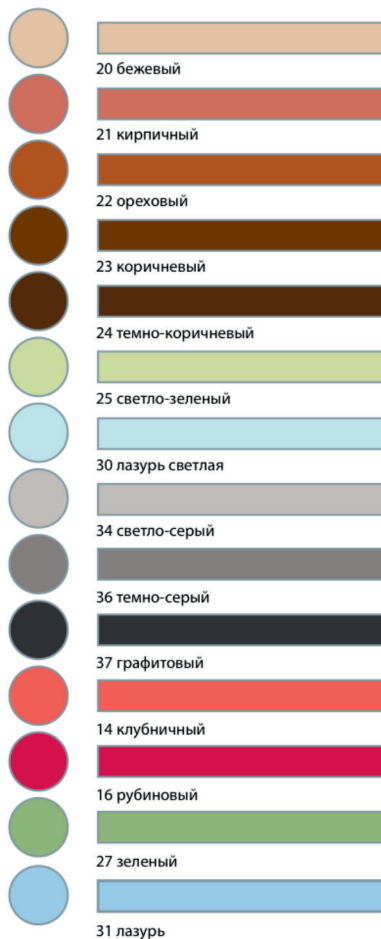 20 бежевый
21 кирпичный
22 ореховый
23 коричневый
24 темно-коричневый
25 светло-зеленый
30 лазурь светлая
34 светло-серый
36 темно-серый
37 графитовый
14 клубничный
16 рубиновый
27 зеленый
31 лазурь